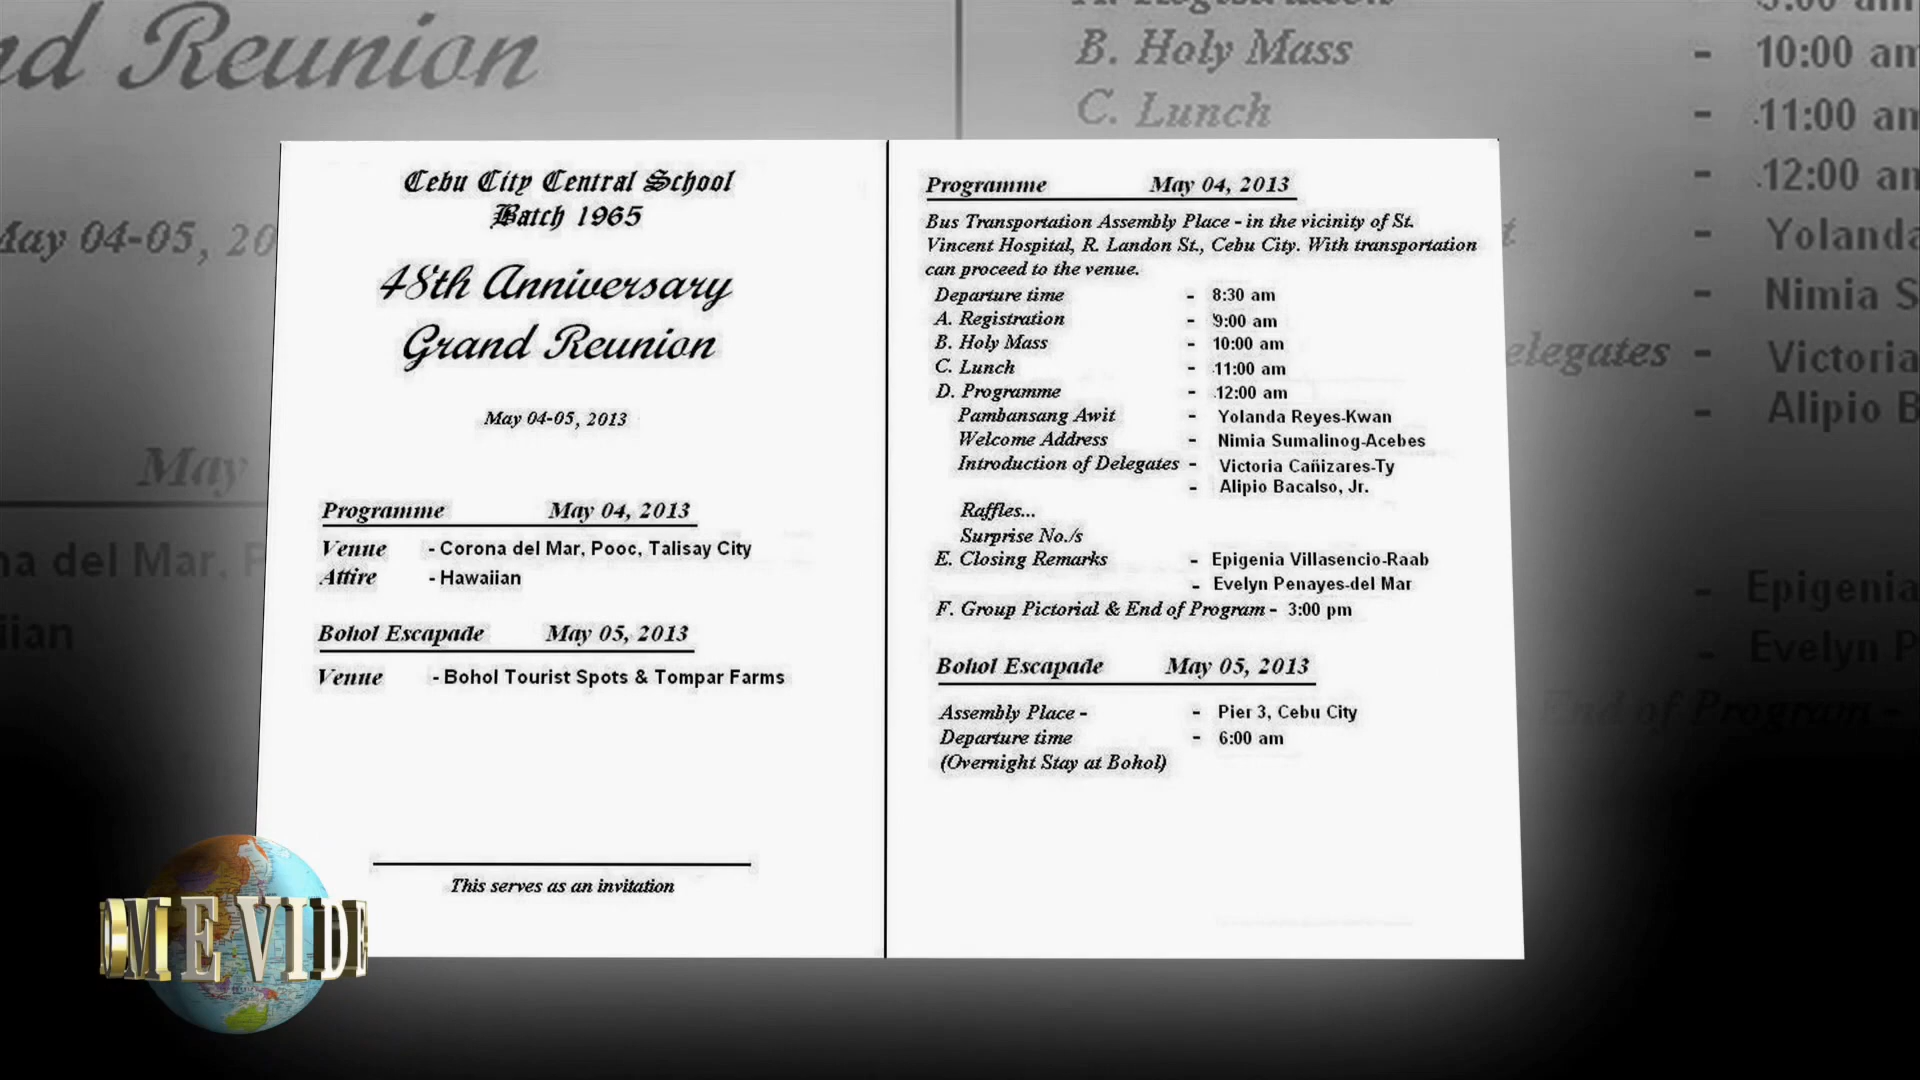 Cebu City Central School
Batch 1965
48th Anniversary
Grand Reunion
May 04-05, 2013
Programme May 04, 2013
Venue - Corona del Mar, Pooc, Talisay City
Attire - Hawaiian
Bohol Escapade May 05, 2013
Venue - Bohol Tourist Spots & Tompar Farms
This serves as an invitation
Programme May 04, 2013
Bus Transportation Assembly Place - in the vicinity of St.
Vincent Hospital, R. Landon St., Cebu City. With transportation
can proceed to the venue.
Departure time - 8:30 am
A. Registration - 9:00 am
B. Holy Mass - 10:00 am
C. Lunch - 11:00 am
D. Programme - 12:00 am
Pambansang Awit - Yolanda Reyes-Kwan
Welcome Address - Nimia Sumalinog-Acebes
Introduction of Delegates - Victoria Cañizares-Ty
- Alipio Bacalso, Jr.
Raffles...
Surprise No./s
E. Closing Remarks - Epigenia Villasencio-Raab
- Evelyn Penayes-del Mar
F. Group Pictorial & End of Program - 3:00 pm
Bohol Escapade May 05, 2013
Assembly Place - - Pier 3, Cebu City
Departure time - 6:00 am
(Overnight Stay at Bohol)
OME VIDE